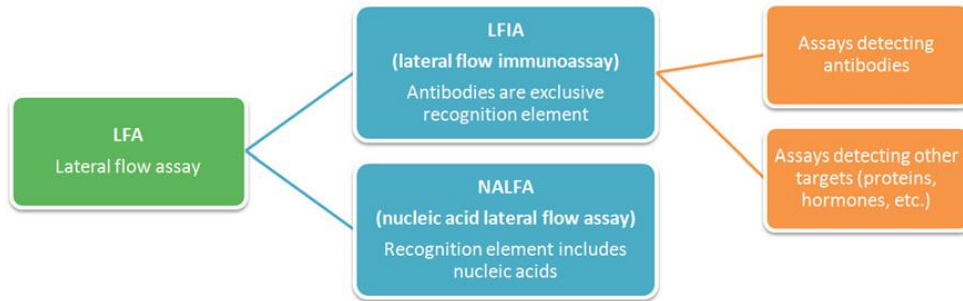 LFA
Lateral flow assay
LFIA
(lateral flow immunoassay)
Antibodies are exclusive
recognition element
NALFA
(nucleic acid lateral flow assay)
Recognition element includes
nucleic acids
Assays detecting
antibodies
Assays detecting other
targets (proteins,
hormones, etc.)